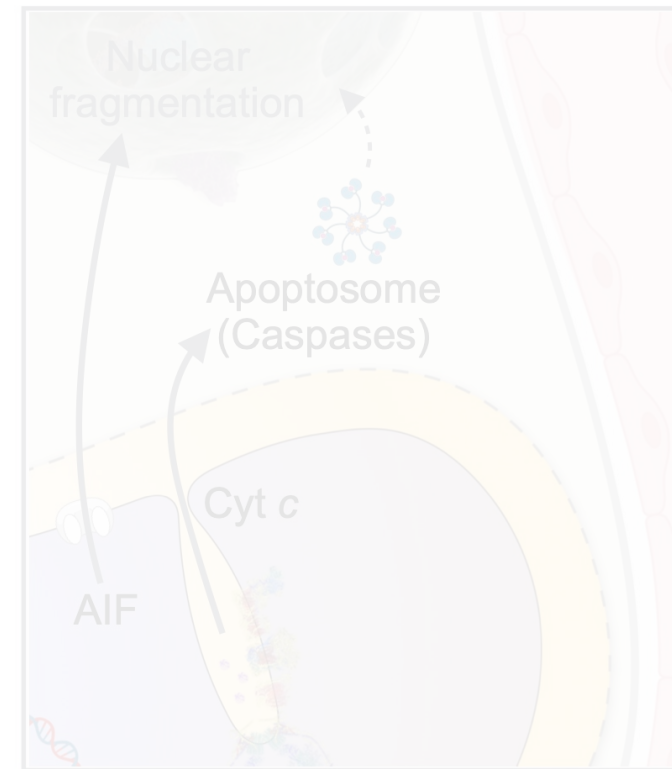 Nuclear
fragmentation
Apoptosome
(Caspases)
Cyt c
AIF